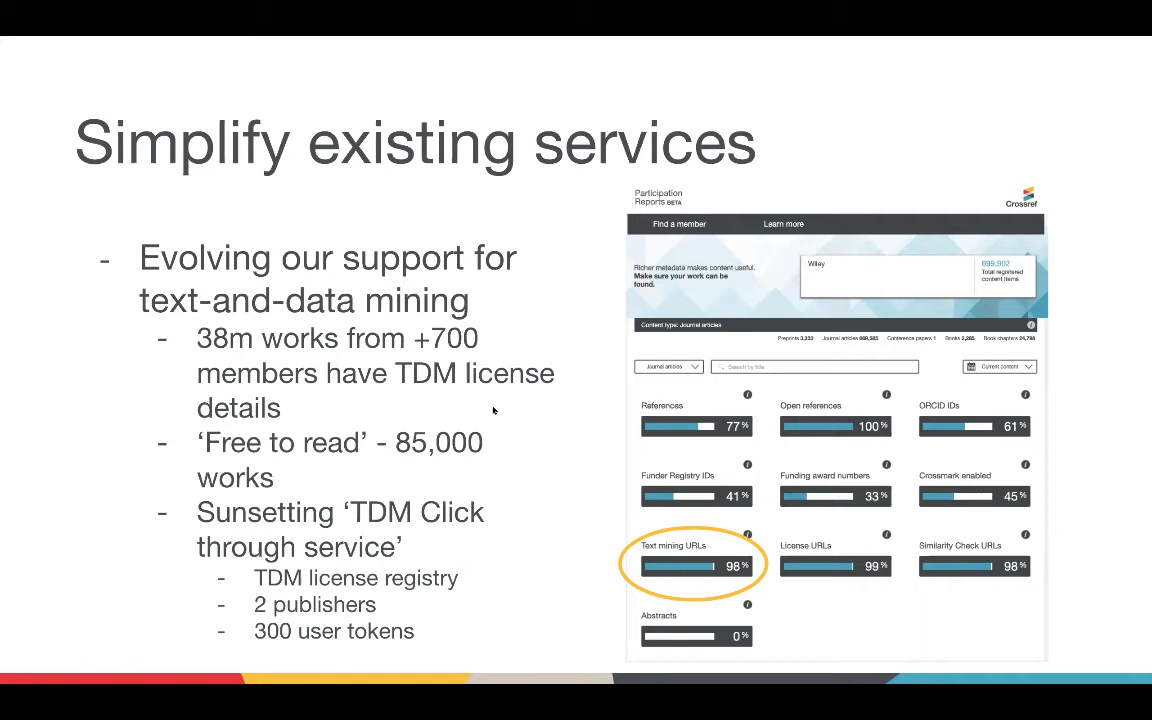 Simplify existing services
- Evolving our support for
text-and-data mining
- 38m works from +700
members have TDM license
details
- ‘Free to read’ - 85,000
works
- Sunsetting ‘TDM Click
through service’
- TDM license registry
- 2 publishers
- 300 user tokens
Participation
Reports BETA
Crossref
Find a member Learn more
Richer metadata makes content useful.
Make sure your work can be
found.
Wiley
699,902
Total registered
content items
Content type: Journal articles
Preprints 3,232 Journal articles 669,585 Conference papers 1 Books 2,285 Book chapters 24,798
Journal articles Search by title Current content
References Open references ORCID IDs
77% 100% 61%
Funder Registry IDs Funding award numbers Crossmark enabled
41% 33% 45%
Text mining URLs License URLs Similarity Check URLs
98% 99% 98%
Abstracts
0%